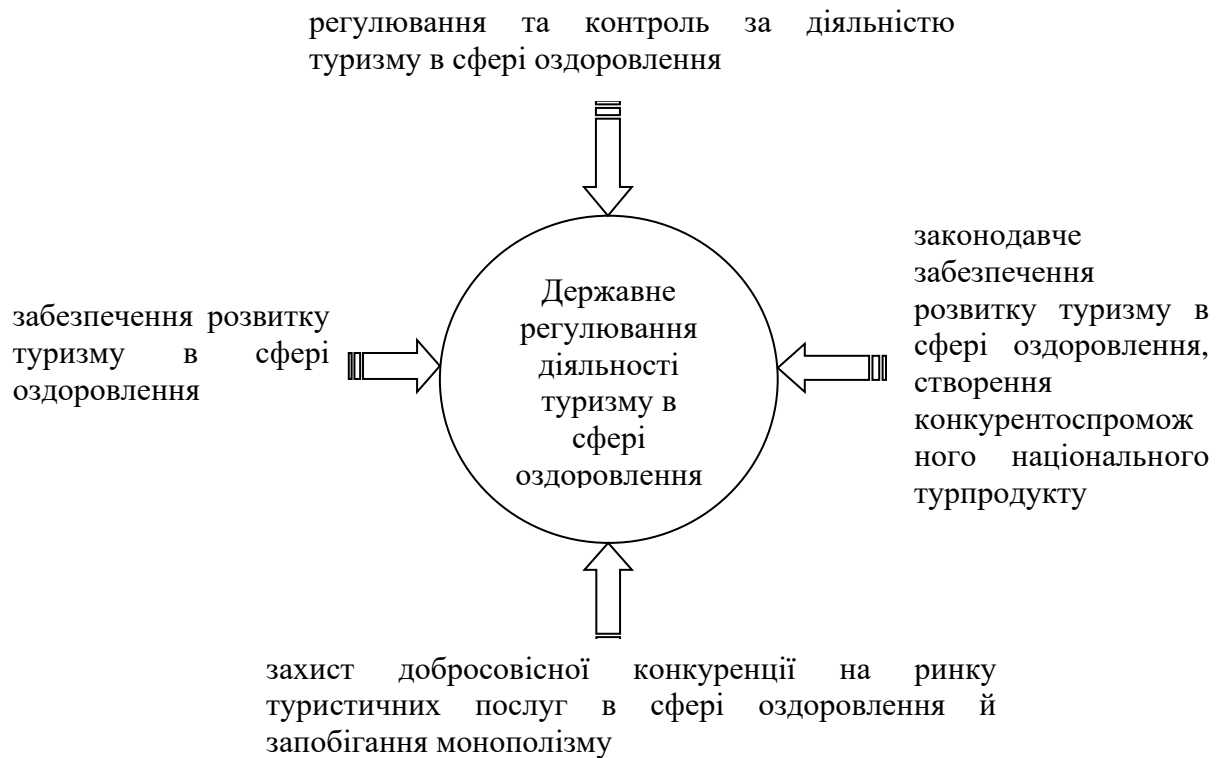 регулювання та контроль за діяльністю
туризму в сфері оздоровлення
забезпечення розвитку
туризму в сфері
оздоровлення
Державне
регулювання
діяльності
туризму в
сфері
оздоровлення
законодавче
забезпечення
розвитку туризму в
сфері оздоровлення,
створення
конкурентоспромож
ного національного
турпродукту
захист добросовісної конкуренції на ринку
туристичних послуг в сфері оздоровлення й
запобігання монополізму